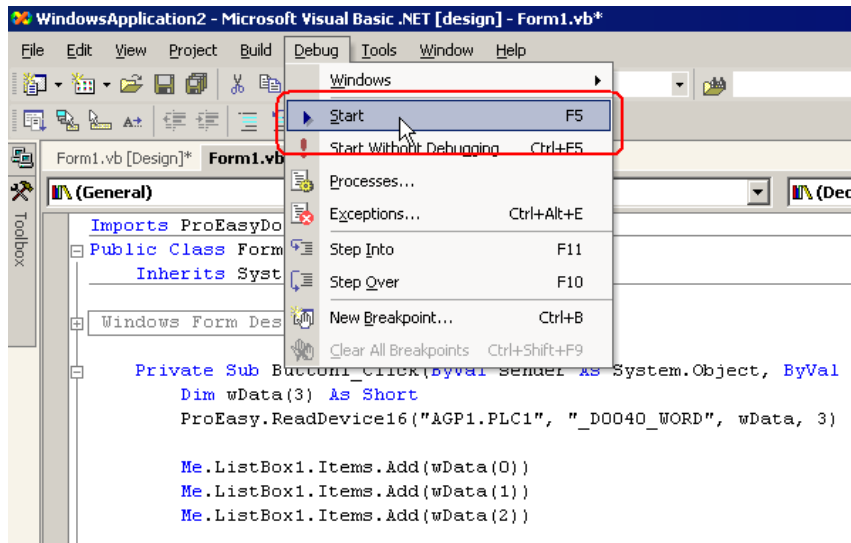 WindowsApplication2 - Microsoft Visual Basic .NET [design] - Form1.vb*
File Edit View Project Build Debug Tools Window Help
Windows
Start F5
Start Without Debugging Ctrl+F5
Form1.vb [Design]* Form1.vb
Processes...
(General) (Dec
Exceptions... Ctrl+Alt+E
Toolbox
Imports ProEasyDo
Public Class Form
Step Into F11
Inherits Syst
Step Over F10
Windows Form Des
New Breakpoint... Ctrl+B
Clear All Breakpoints Ctrl+Shift+F9
Private Sub Button1_Click(ByVal sender As System.Object, ByVal
Dim wData(3) As Short
ProEasy.ReadDevice16("AGP1.PLC1", "_D0040_WORD", wData, 3)
Me.ListBox1.Items.Add(wData(0))
Me.ListBox1.Items.Add(wData(1))
Me.ListBox1.Items.Add(wData(2))